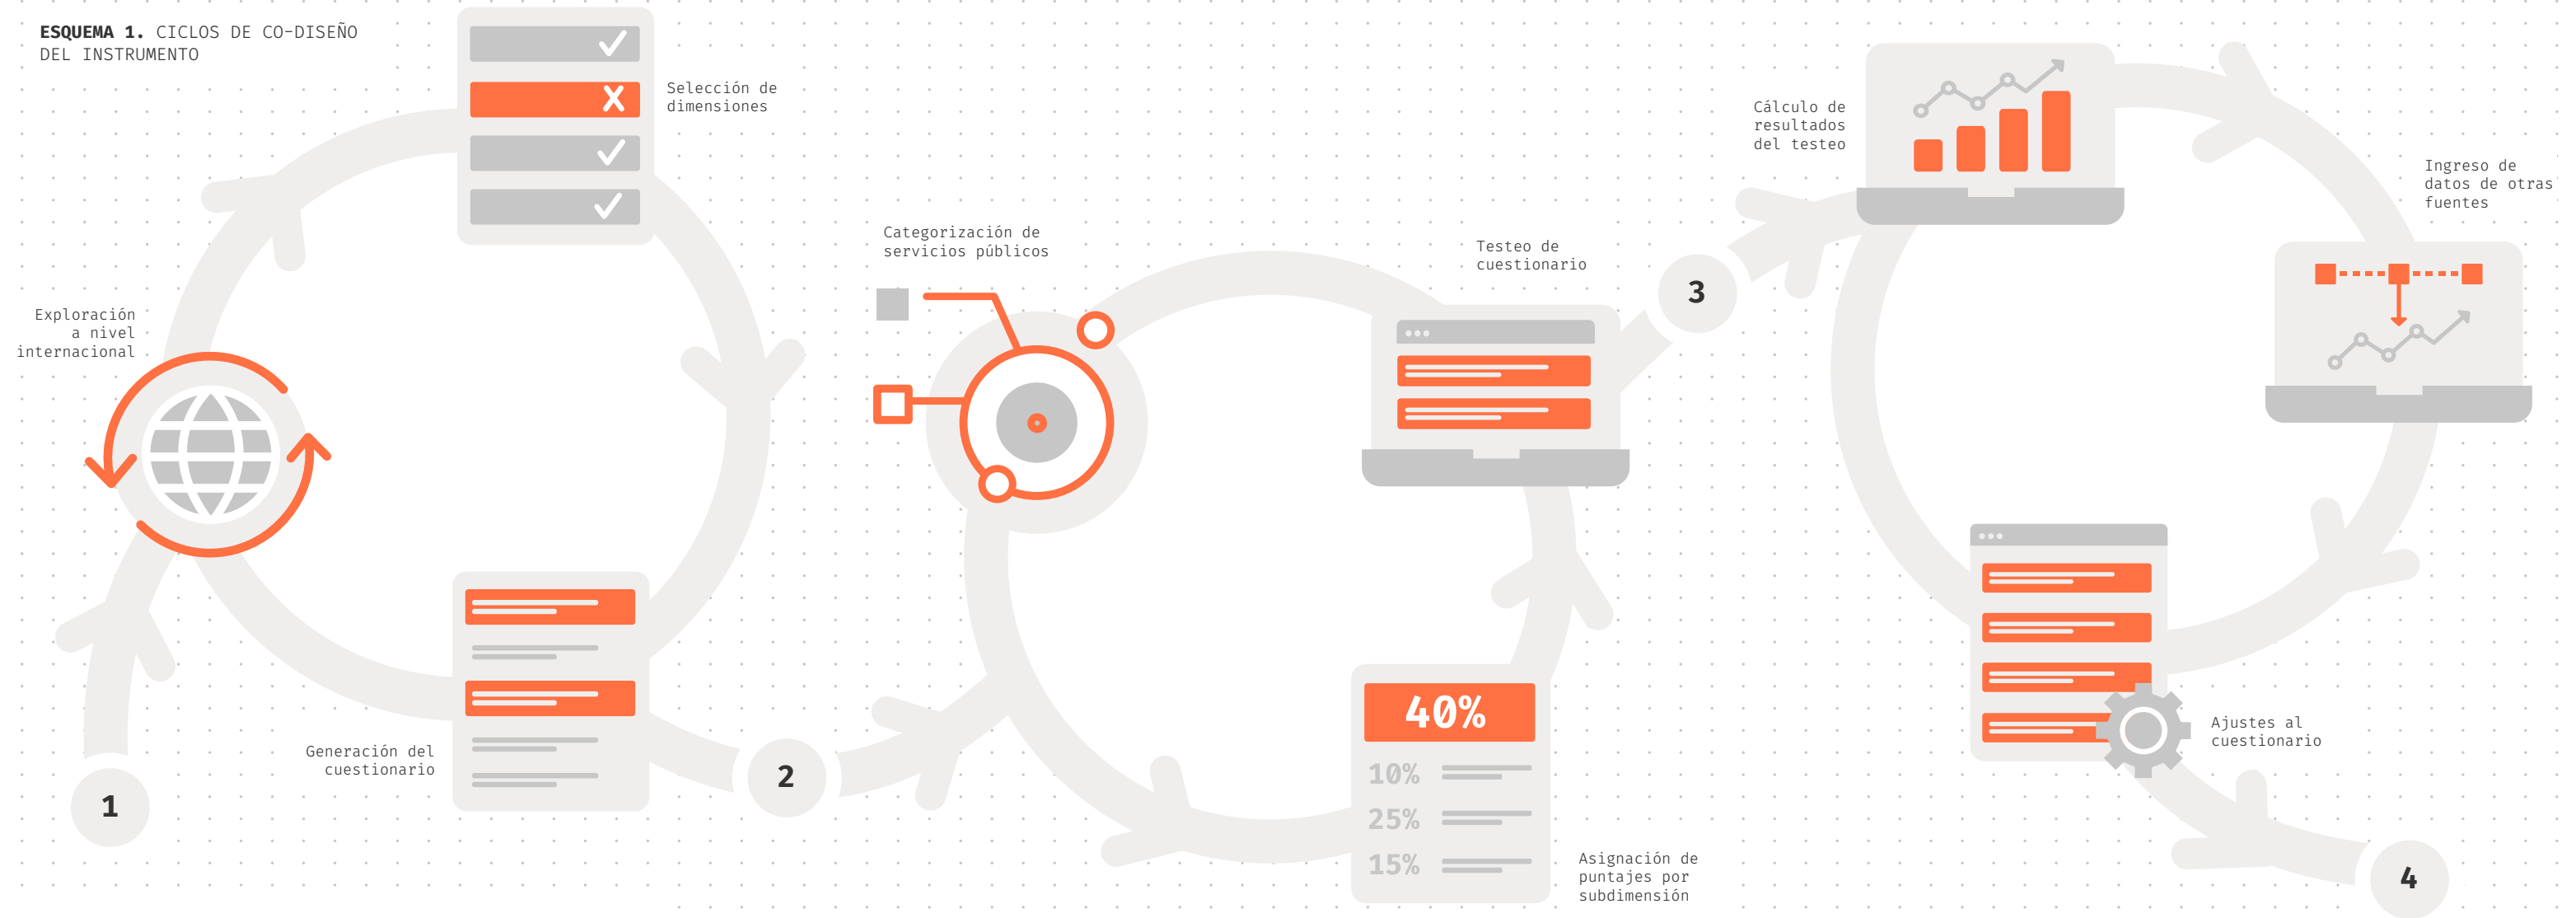 ESQUEMA 1. CICLOS DE CO-DISEÑO
DEL INSTRUMENTO
Exploración
a nivel
internacional
Selección de
dimensiones
Generación del
cuestionario
1
2
Categorización de
servicios públicos
Testeo de
cuestionario
40%
10%
25%
15%
Asignación de
puntajes por
subdimensión
3
Cálculo de
resultados
del testeo
Ingreso de
datos de otras
fuentes
Ajustes al
cuestionario
4